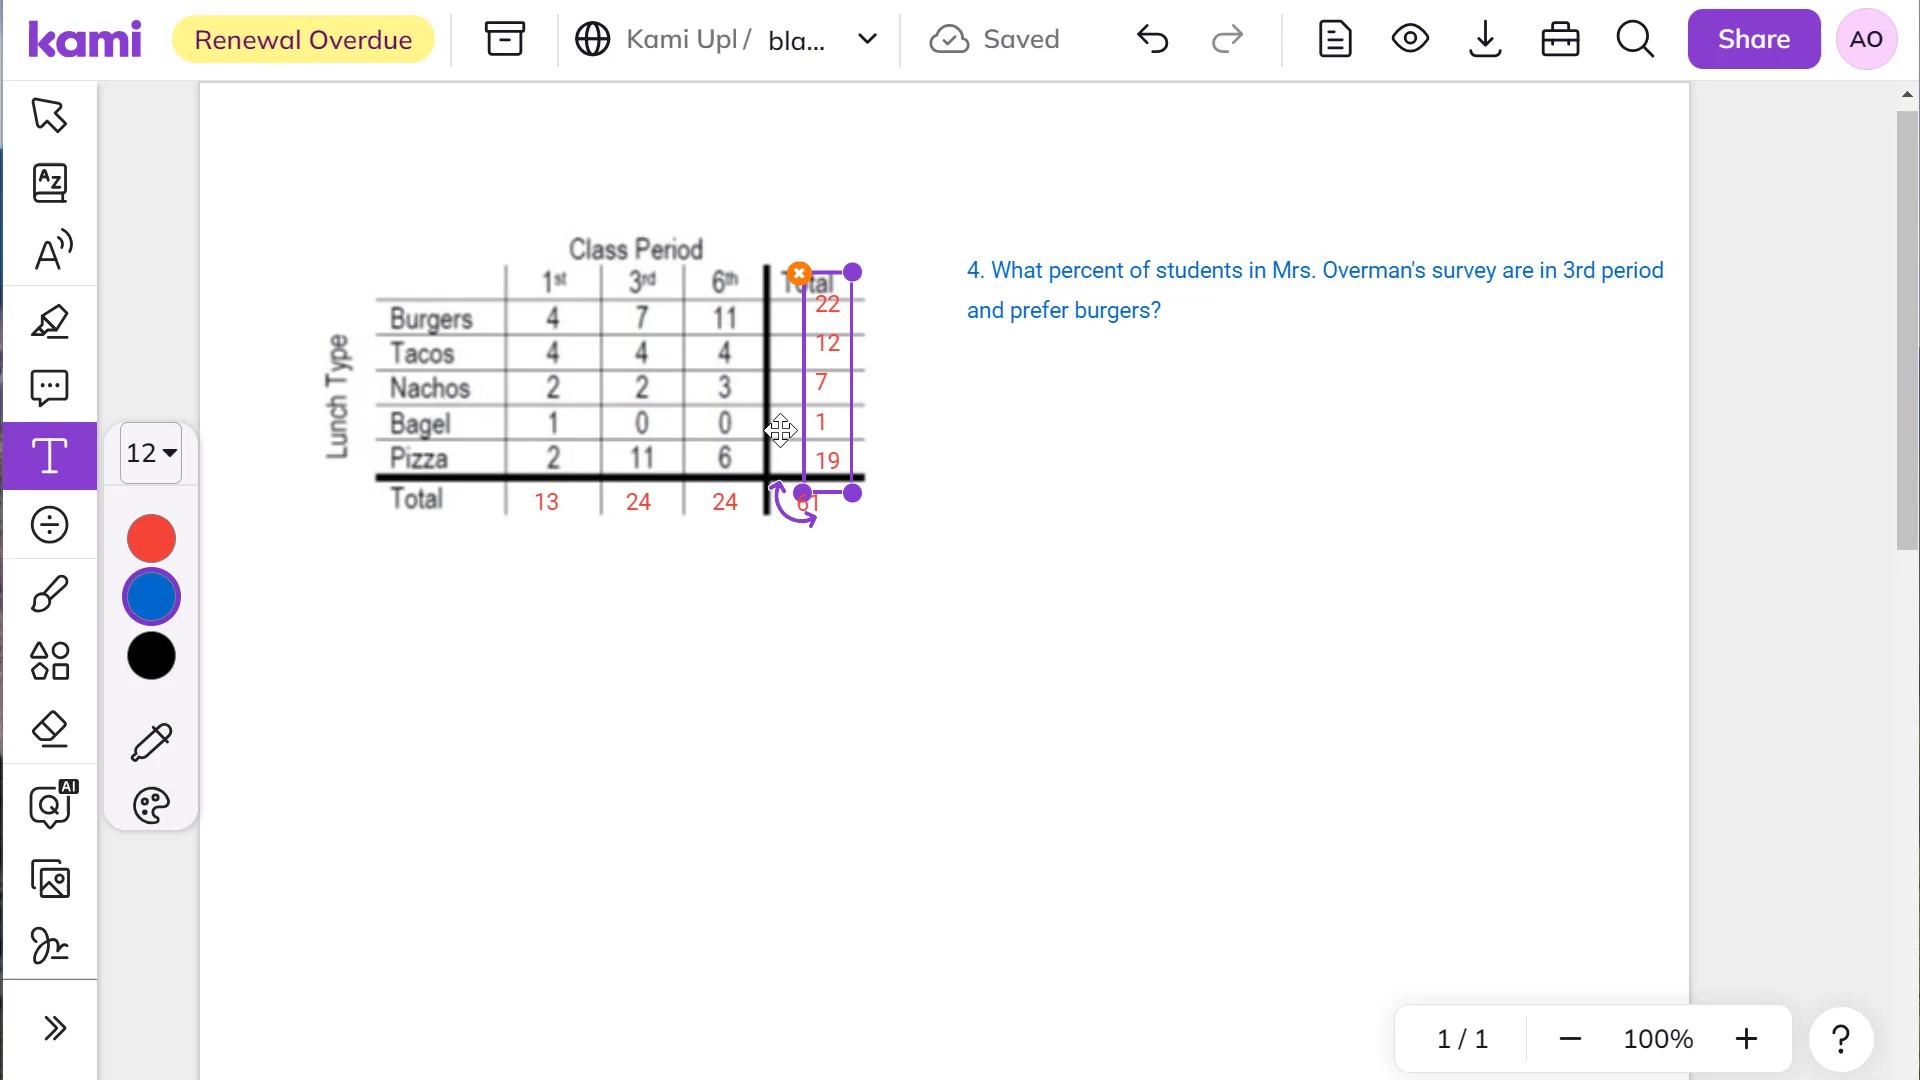 kami
Renewal Overdue
Kami Upl /
bla...
Saved
Share
AO
12
Class Period
1st 3rd 6th Total
Lunch Type
Burgers 4 7 11 22
Tacos 4 4 4 12
Nachos 2 2 3 7
Bagel 1 0 0 1
Pizza 2 11 6 19
Total 13 24 24 61
4. What percent of students in Mrs. Overman's survey are in 3rd period
and prefer burgers?
AI
1 / 1
100%
?